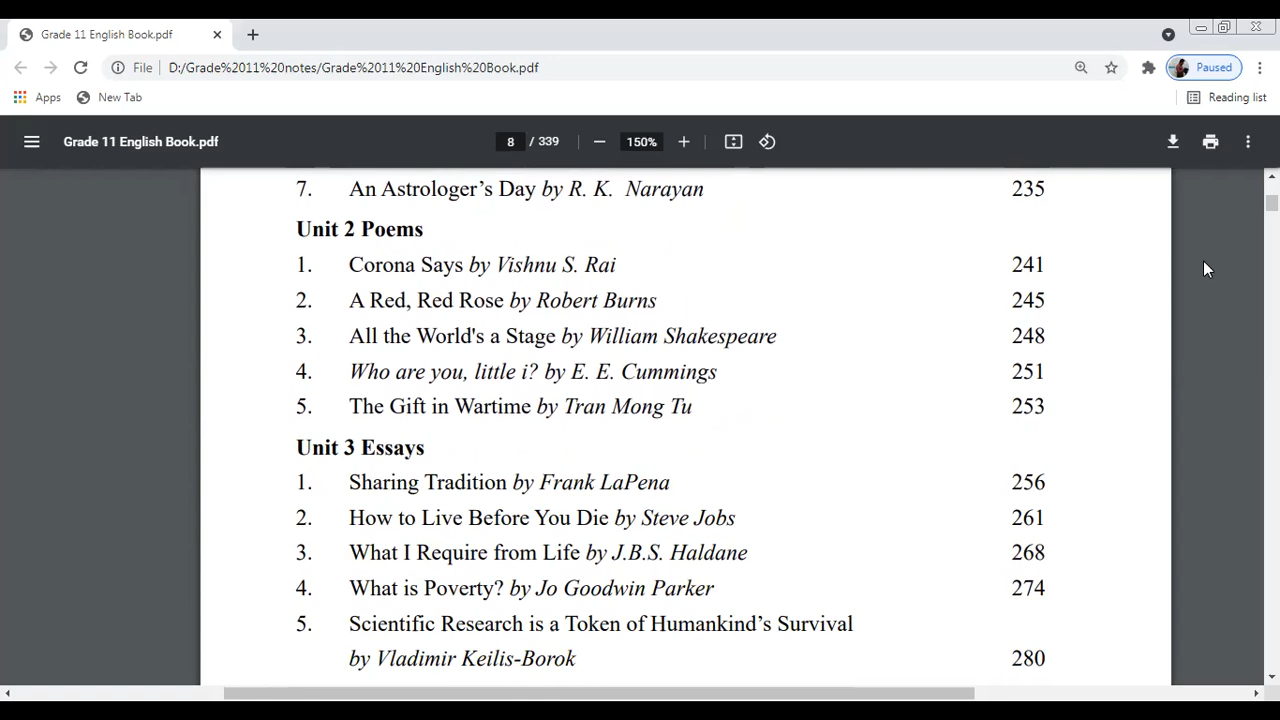 Grade 11 English Book.pdf
File D:/Grade%2011%20notes/Grade%2011%20English%20Book.pdf Paused
Apps New Tab Reading list
Grade 11 English Book.pdf 8 / 339 150%
7. An Astrologer’s Day by R. K. Narayan 235
Unit 2 Poems
1. Corona Says by Vishnu S. Rai 241
2. A Red, Red Rose by Robert Burns 245
3. All the World's a Stage by William Shakespeare 248
4. Who are you, little i? by E. E. Cummings 251
5. The Gift in Wartime by Tran Mong Tu 253
Unit 3 Essays
1. Sharing Tradition by Frank LaPena 256
2. How to Live Before You Die by Steve Jobs 261
3. What I Require from Life by J.B.S. Haldane 268
4. What is Poverty? by Jo Goodwin Parker 274
5. Scientific Research is a Token of Humankind’s Survival
by Vladimir Keilis-Borok 280